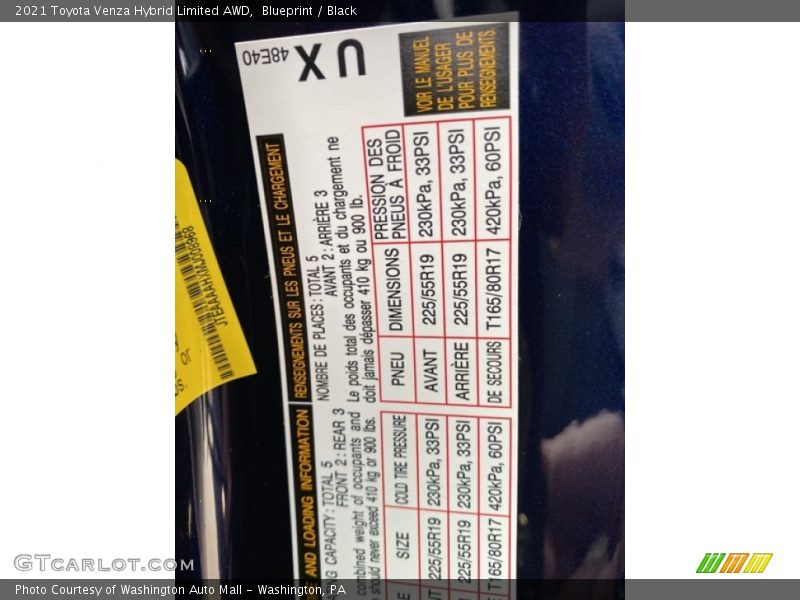 2021 Toyota Venza Hybrid Limited AWD, Blueprint / Black
48E40
UX
VOIR LE MANUEL
DE L'USAGER
POUR PLUS DE
RENSEIGNEMENTS.
RENSEIGNEMENTS SUR LES PNEUS ET LE CHARGEMENT
NOMBRE DE PLACES : TOTAL 5
AVANT 2 : ARRIÈRE 3
Le poids total des occupants et du chargement ne
doit jamais dépasser 410 kg ou 900 lb.
PNEU DIMENSIONS PRESSION DES PNEUS À FROID
AVANT 225/55R19 230kPa, 33PSI
ARRIÈRE 225/55R19 230kPa, 33PSI
DE SECOURS T165/80R17 420kPa, 60PSI
AND LOADING INFORMATION
CAPACITY : TOTAL 5
FRONT 2 : REAR 3
combined weight of occupants and
should never exceed 410 kg or 900 lbs.
SIZE COLD TIRE PRESSURE
225/55R19 230kPa, 33PSI
225/55R19 230kPa, 33PSI
T165/80R17 420kPa, 60PSI
or
JTEAAAAHXMJ008968
GTCARLOT.COM
Photo Courtesy of Washington Auto Mall - Washington, PA